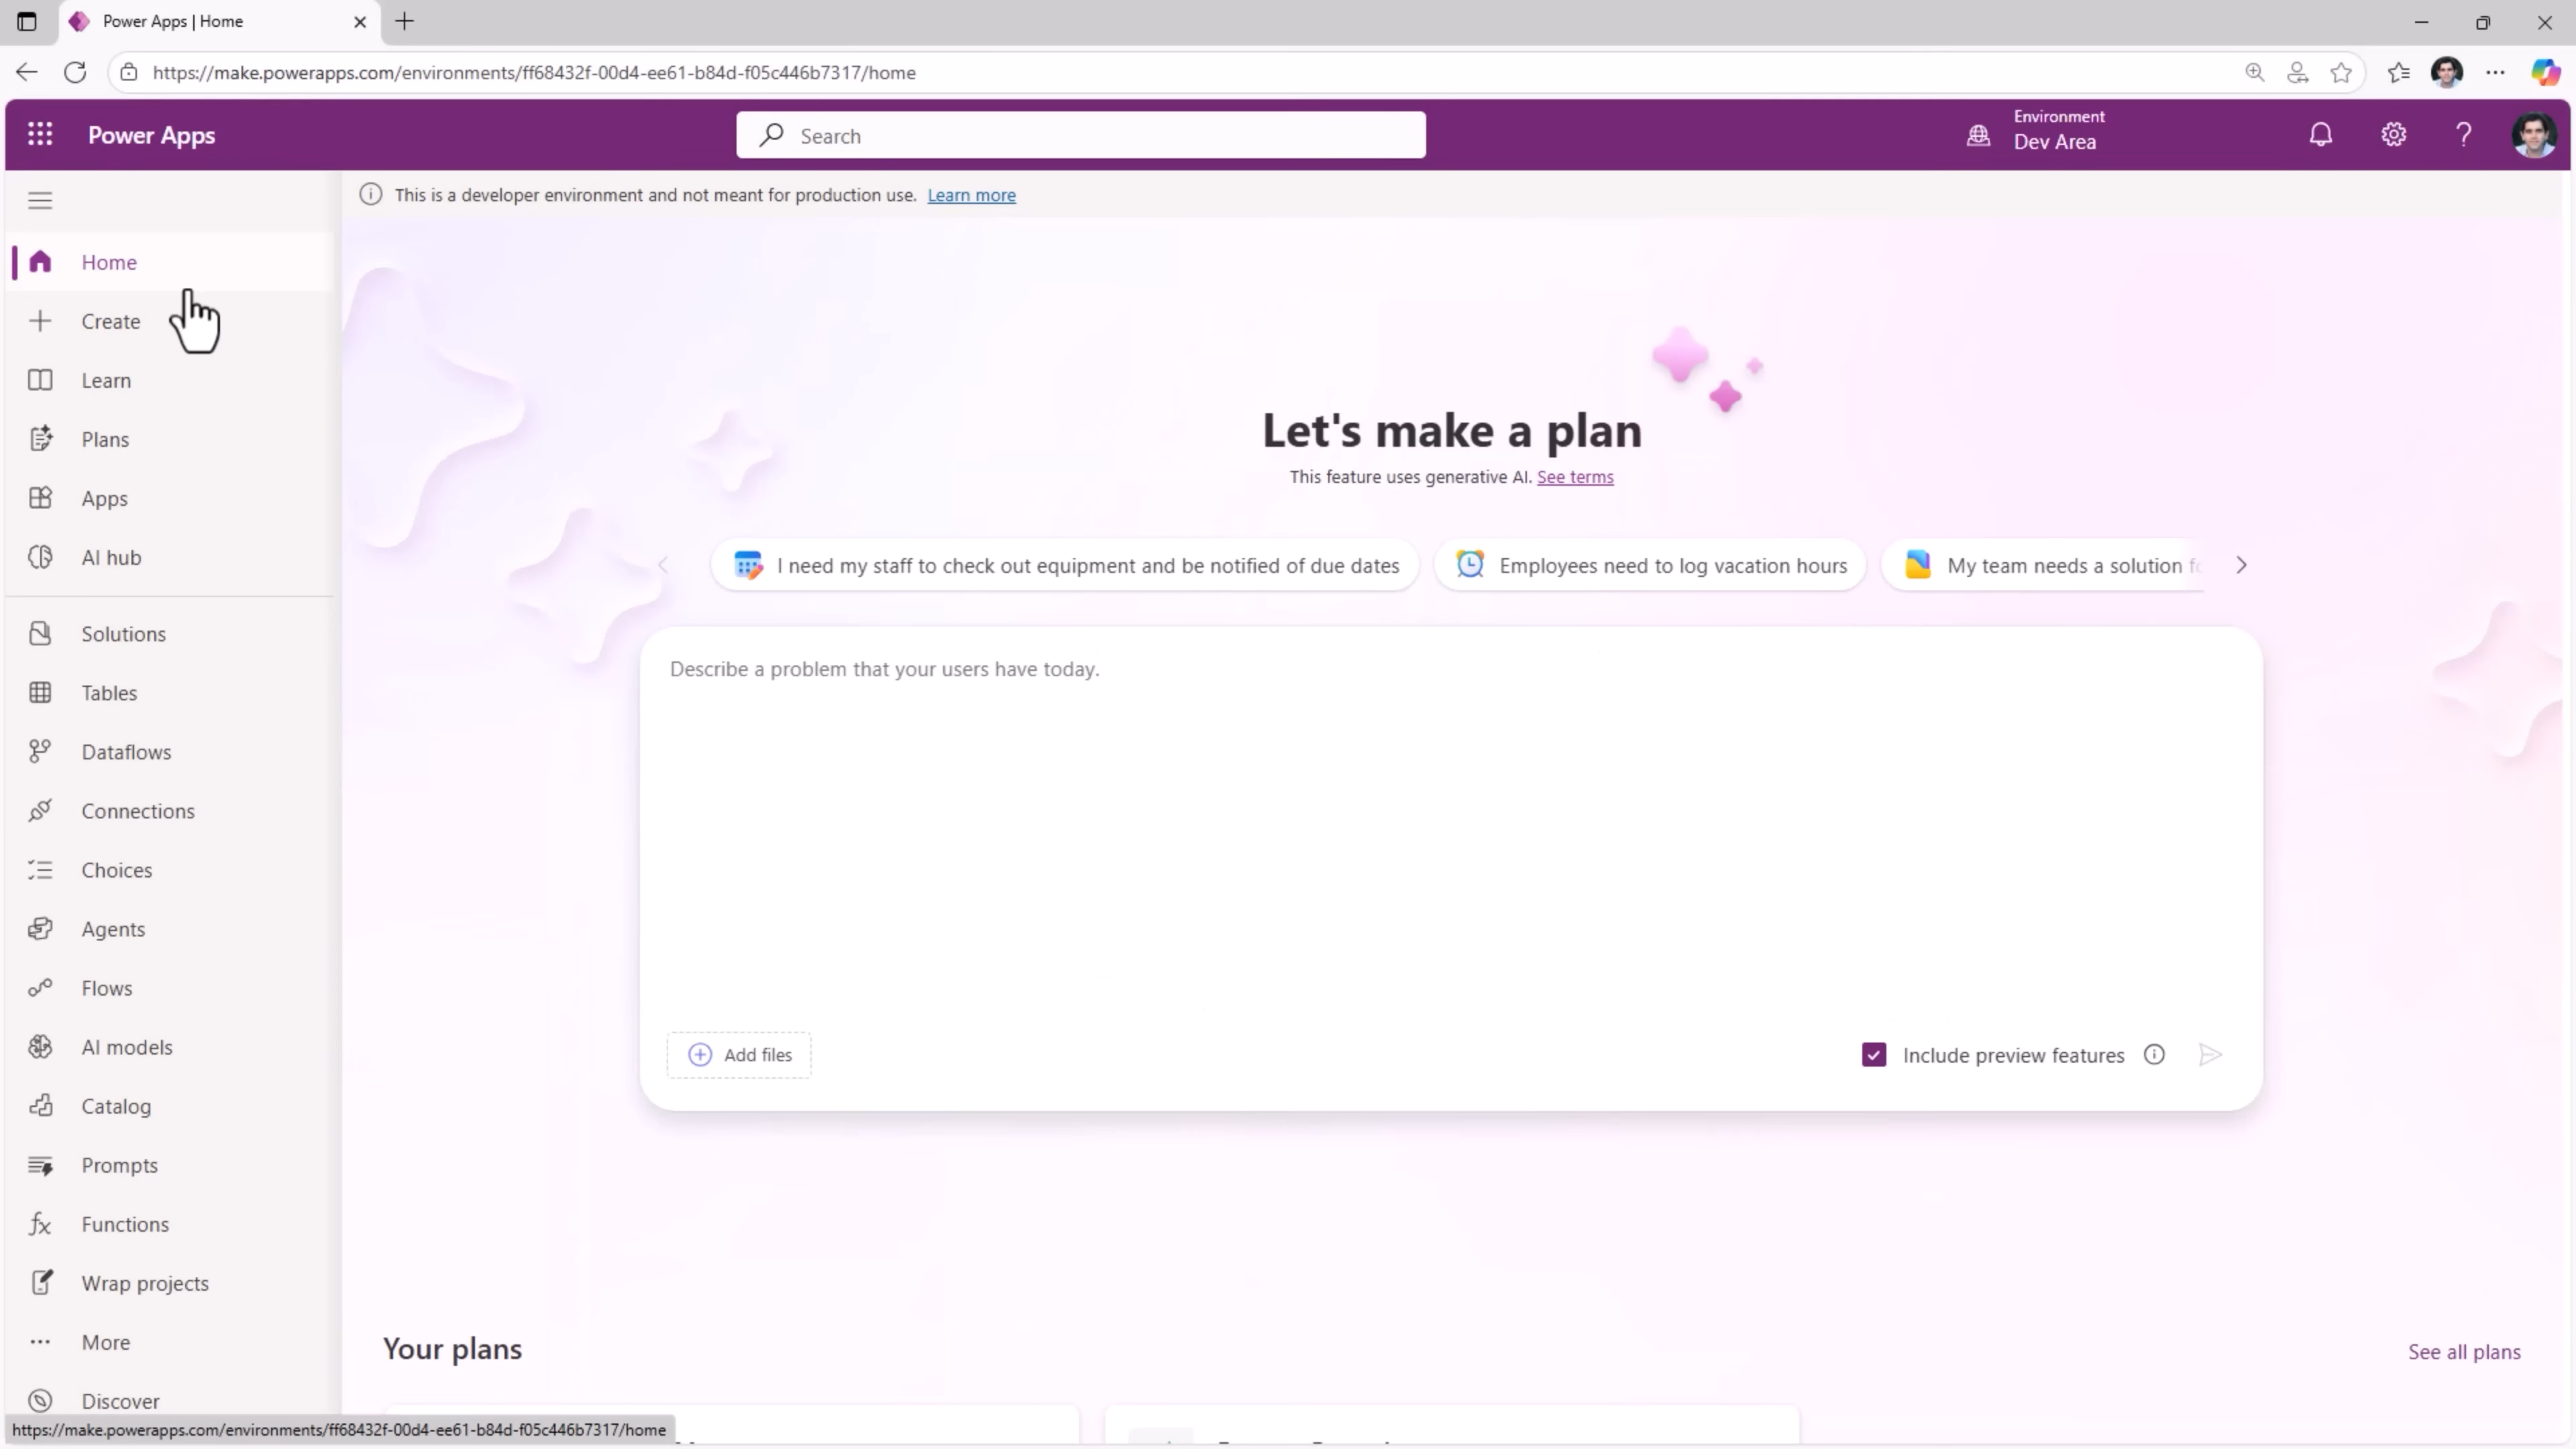 Power Apps | Home
https://make.powerapps.com/environments/ff68432f-00d4-ee61-b84d-f05c446b7317/home
Power Apps
Search
Environment
Dev Area
This is a developer environment and not meant for production use. Learn more
Home
Create
Learn
Plans
Apps
AI hub
Solutions
Tables
Dataflows
Connections
Choices
Agents
Flows
AI models
Catalog
Prompts
Functions
Wrap projects
More
Discover
Let's make a plan
This feature uses generative AI. See terms
I need my staff to check out equipment and be notified of due dates
Employees need to log vacation hours
My team needs a solution
Describe a problem that your users have today.
Add files
Include preview features
Your plans
See all plans
https://make.powerapps.com/environments/ff68432f-00d4-ee61-b84d-f05c446b7317/home